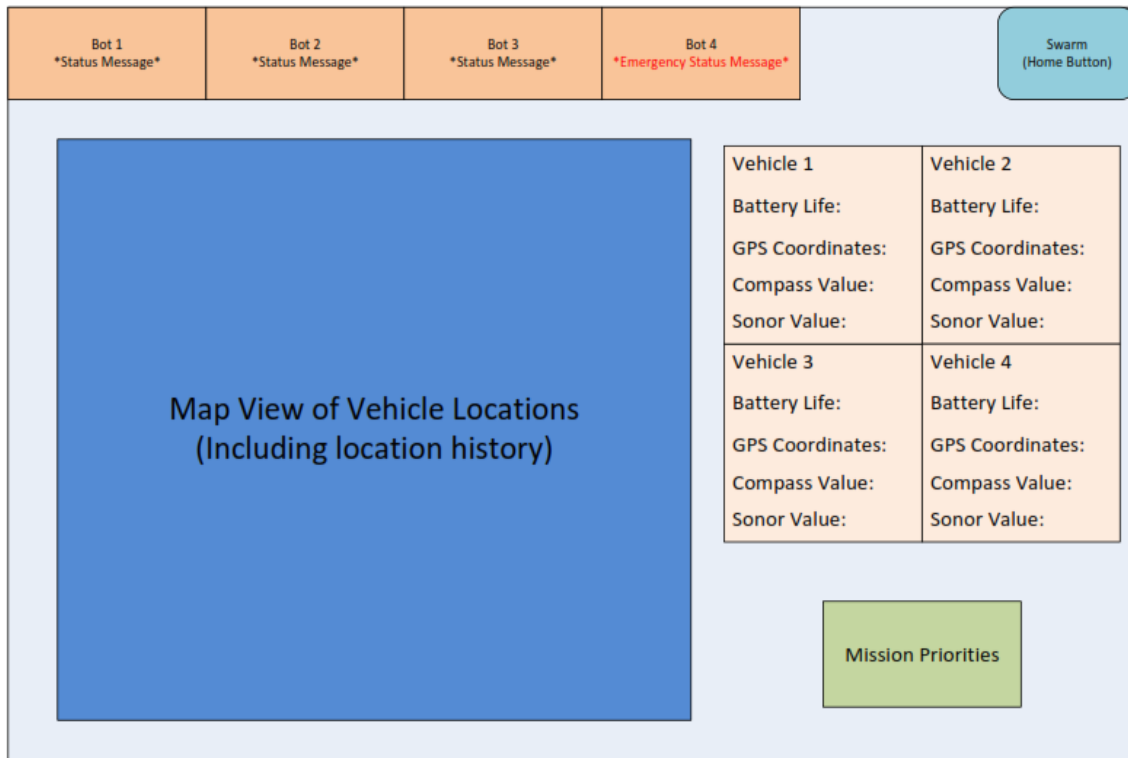 Bot 1
*Status Message*
Bot 2
*Status Message*
Bot 3
*Status Message*
Bot 4
*Emergency Status Message*
Swarm
(Home Button)
Map View of Vehicle Locations
(Including location history)
Vehicle 1
Battery Life:
GPS Coordinates:
Compass Value:
Sonor Value:
Vehicle 2
Battery Life:
GPS Coordinates:
Compass Value:
Sonor Value:
Vehicle 3
Battery Life:
GPS Coordinates:
Compass Value:
Sonor Value:
Vehicle 4
Battery Life:
GPS Coordinates:
Compass Value:
Sonor Value:
Mission Priorities